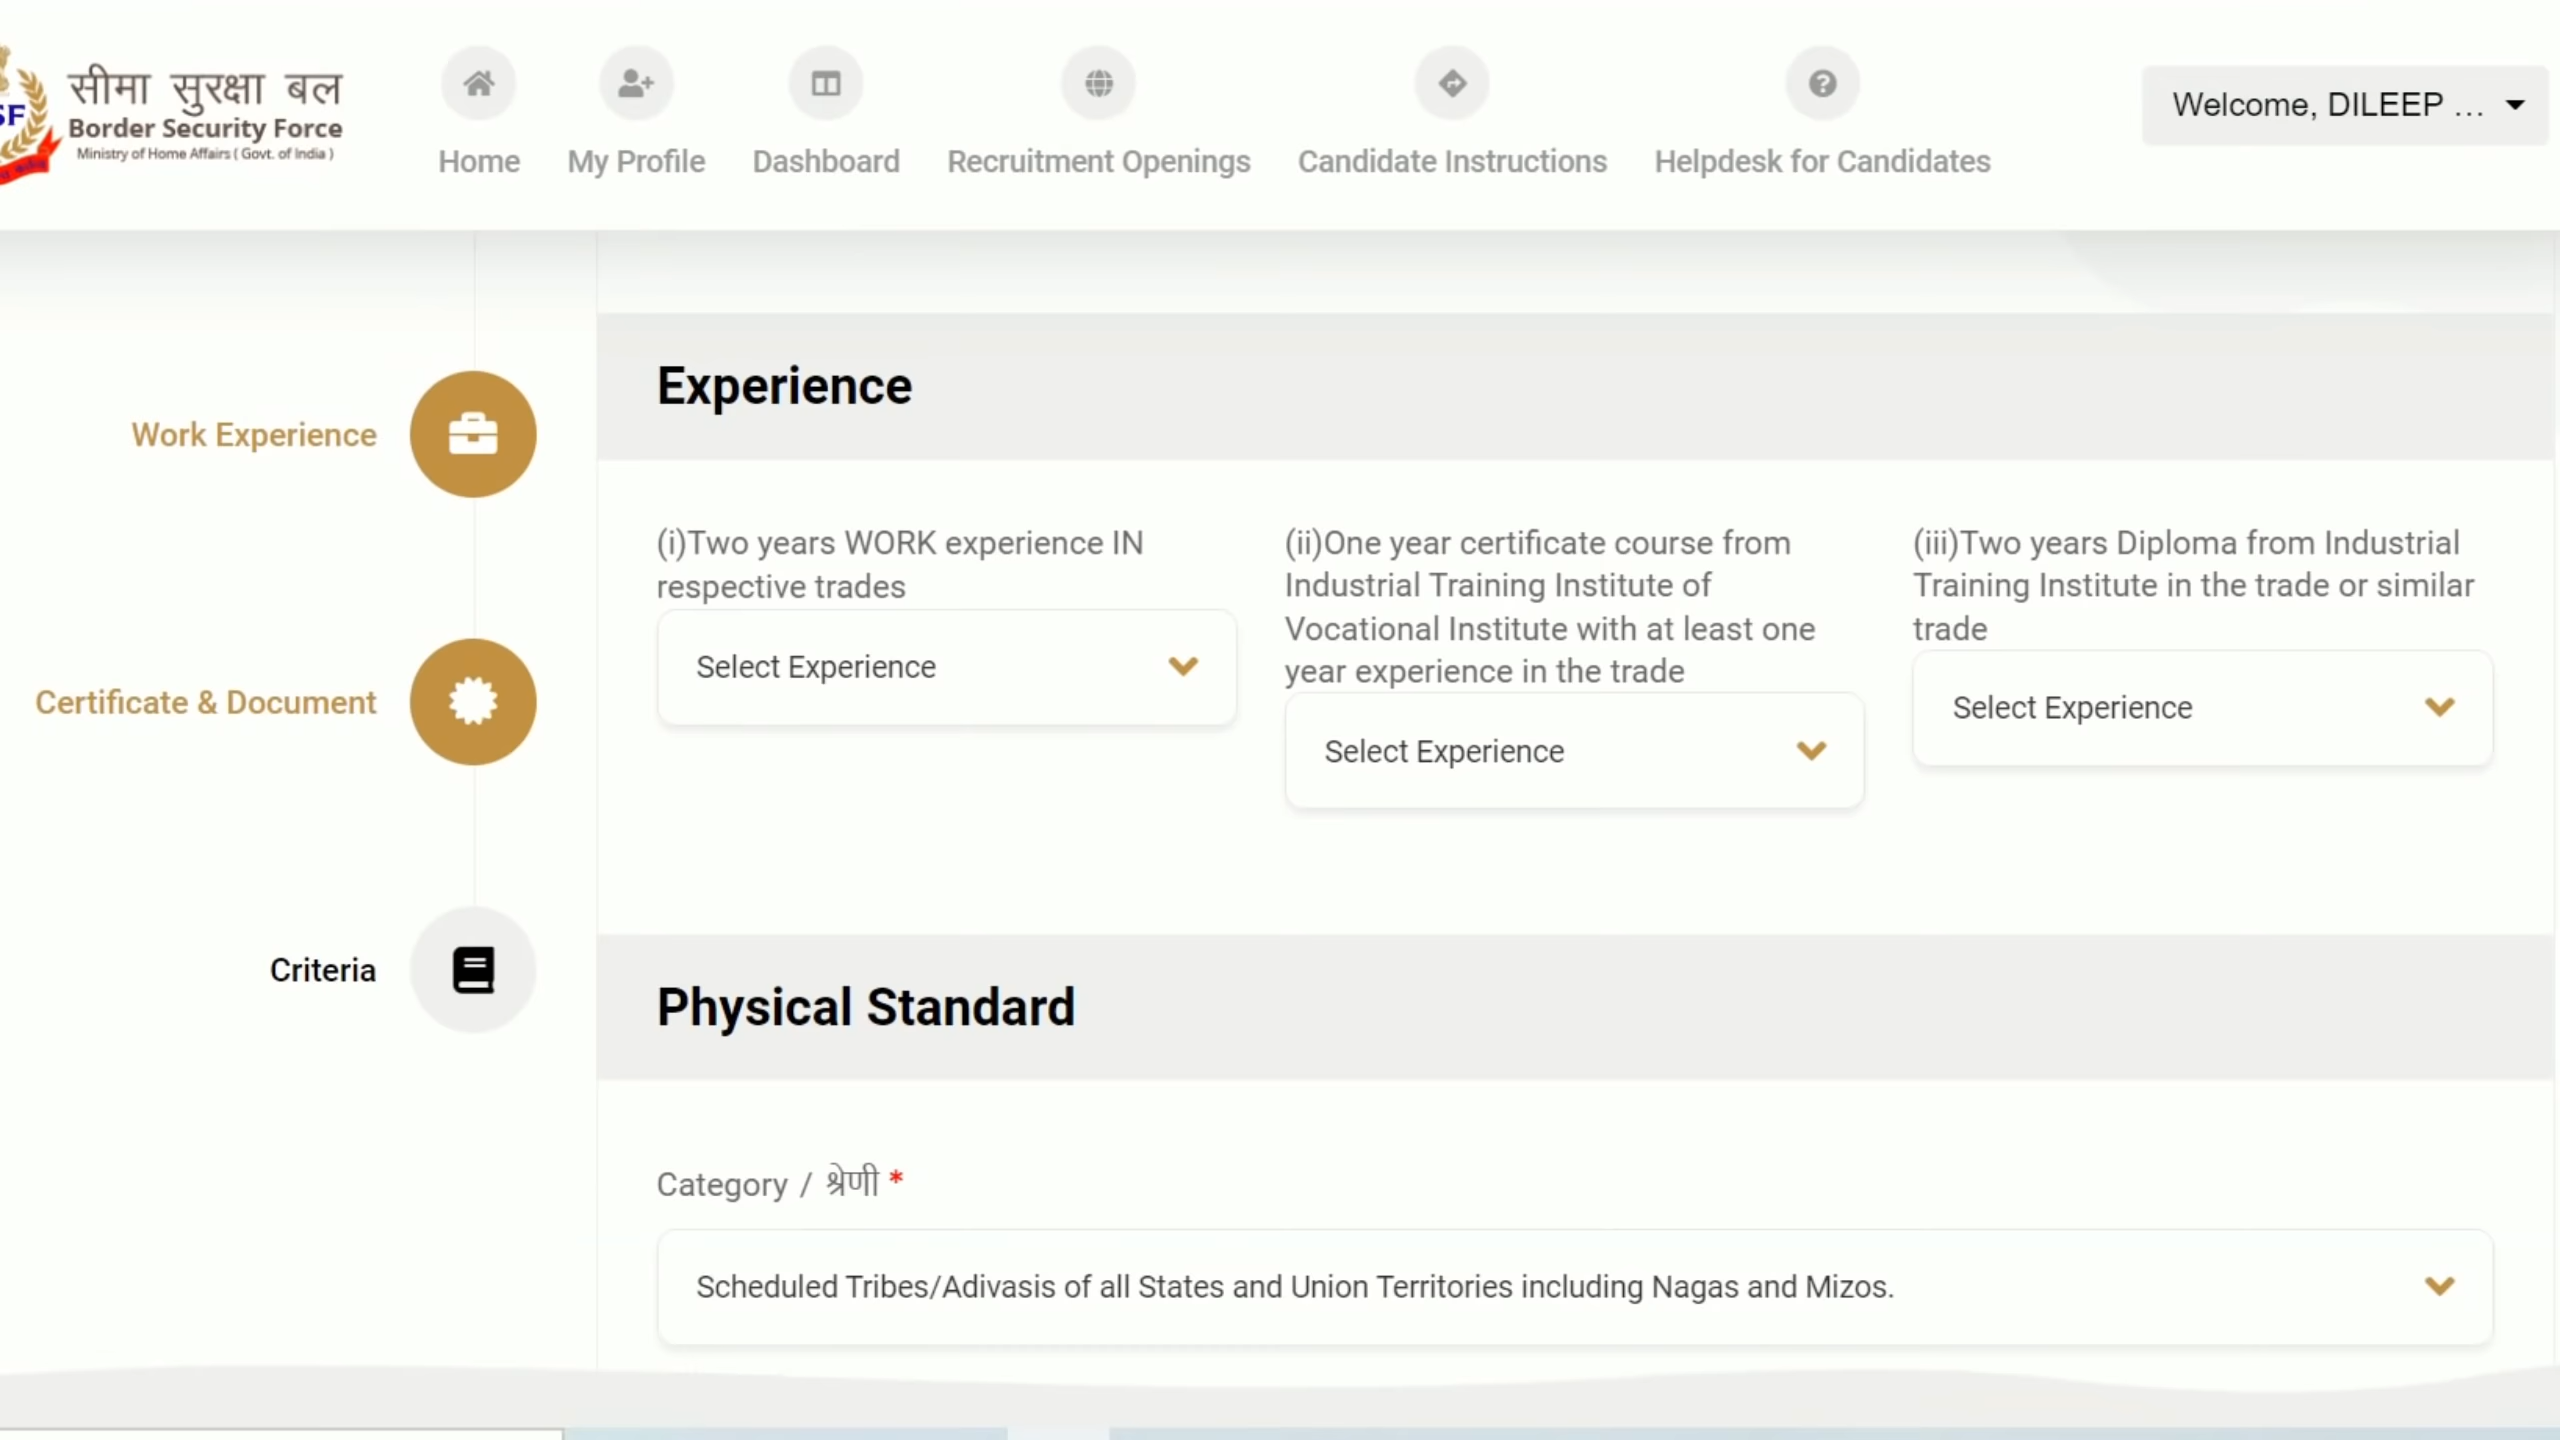 SF
सीमा सुरक्षा बल
Border Security Force
Ministry of Home Affairs ( Govt. of India )
Home
My Profile
Dashboard
Recruitment Openings
Candidate Instructions
Helpdesk for Candidates
Welcome, DILEEP ...
Work Experience
Certificate & Document
Criteria
Experience
(i)Two years WORK experience IN
respective trades
Select Experience
(ii)One year certificate course from
Industrial Training Institute of
Vocational Institute with at least one
year experience in the trade
Select Experience
(iii)Two years Diploma from Industrial
Training Institute in the trade or similar
trade
Select Experience
Physical Standard
Category / श्रेणी *
Scheduled Tribes/Adivasis of all States and Union Territories including Nagas and Mizos.